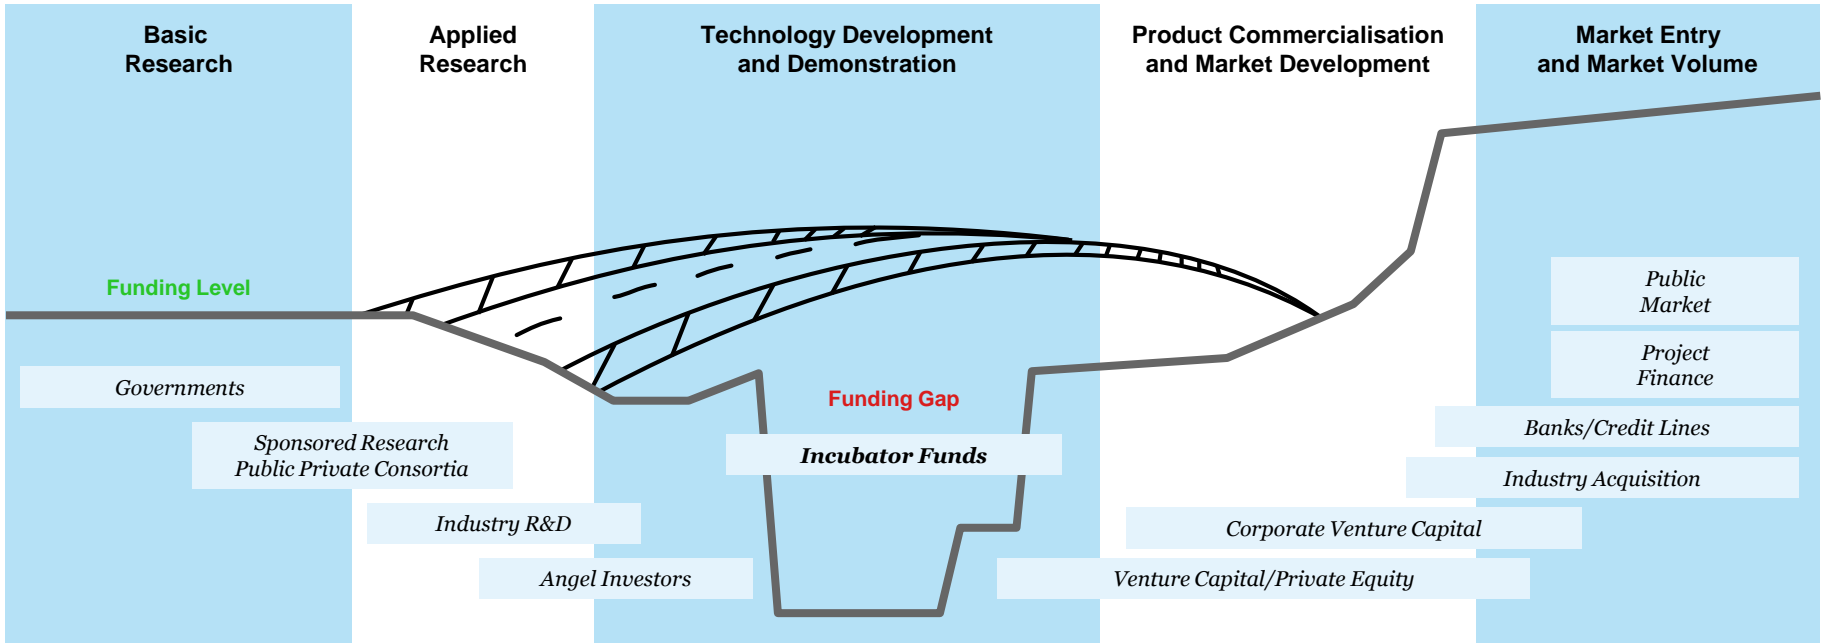 Basic
Research
Applied
Research
Technology Development
and Demonstration
Product Commercialisation
and Market Development
Market Entry
and Market Volume
Funding Level
Governments
Sponsored Research
Public Private Consortia
Industry R&D
Angel Investors
Funding Gap
Incubator Funds
Public
Market
Project
Finance
Banks/Credit Lines
Industry Acquisition
Corporate Venture Capital
Venture Capital/Private Equity